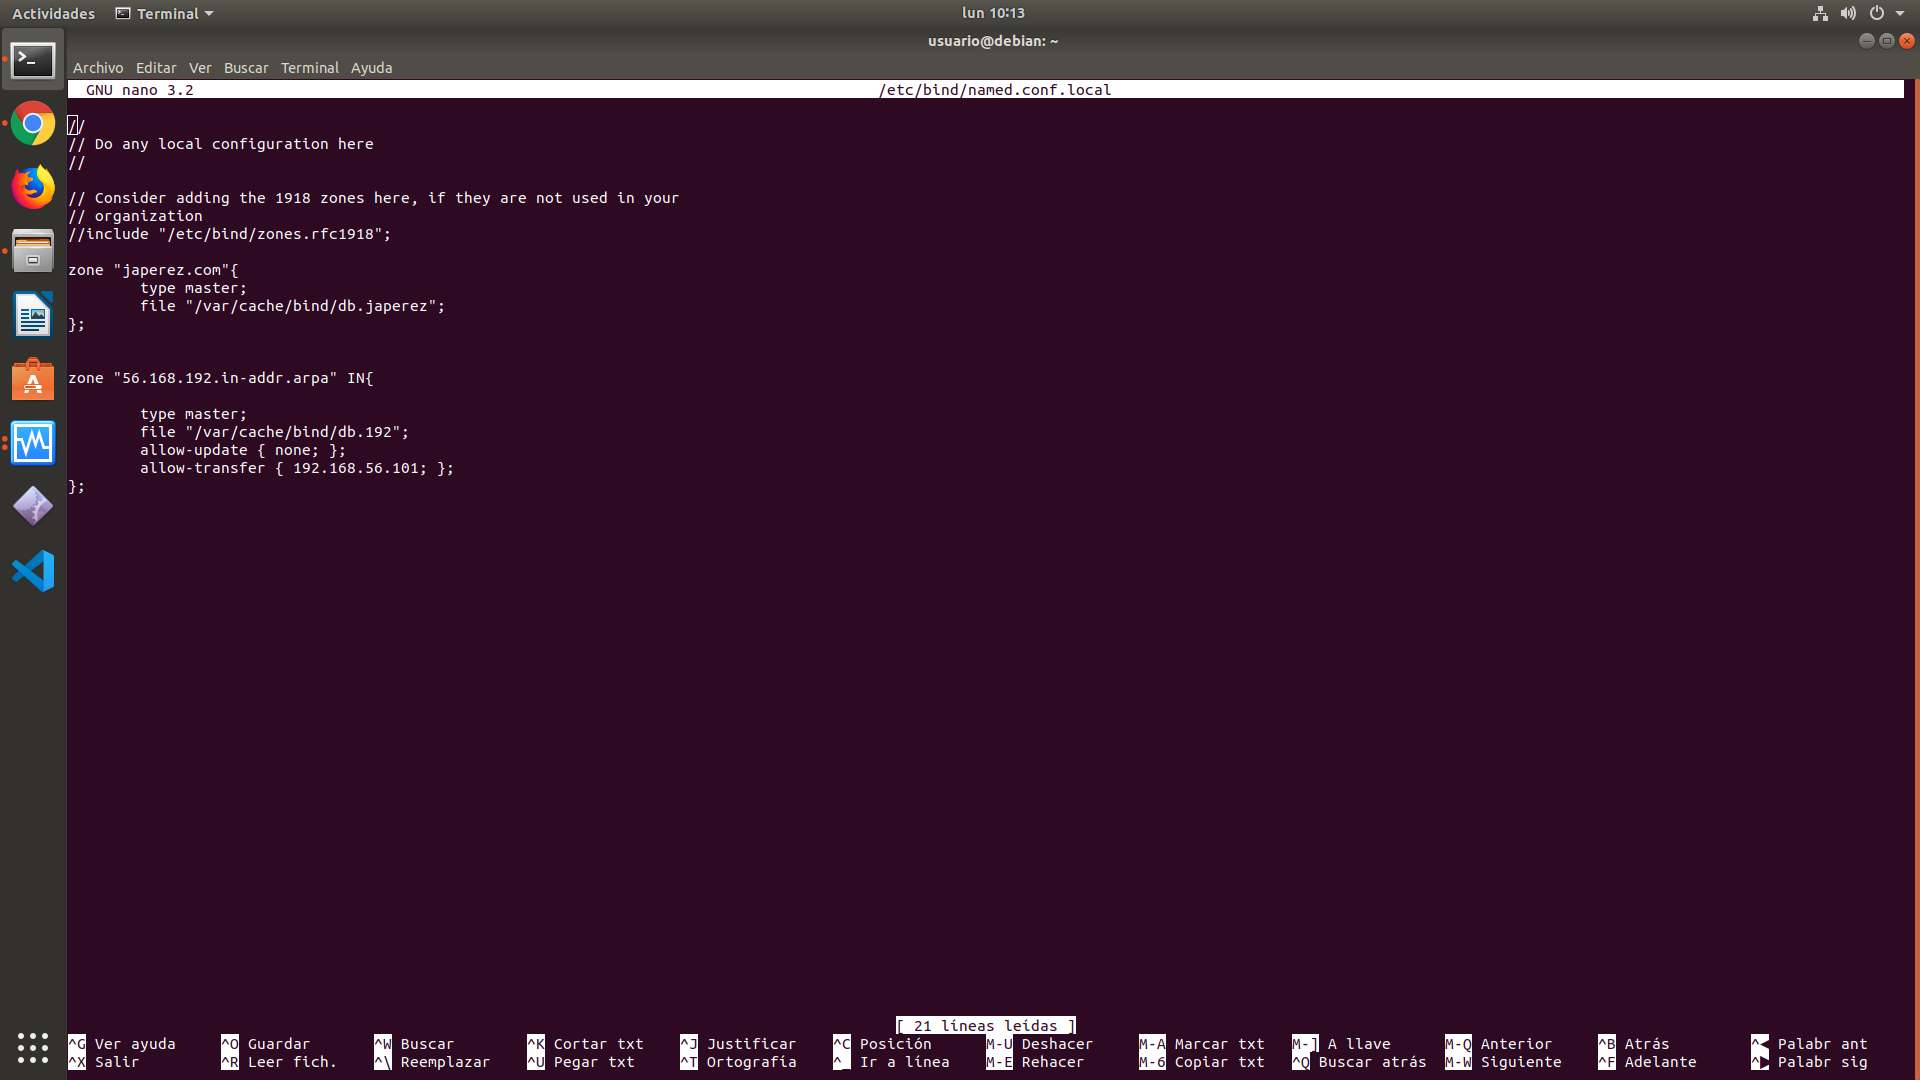 Actividades Terminal lun 10:13
usuario@debian: ~
Archivo Editar Ver Buscar Terminal Ayuda
GNU nano 3.2 /etc/bind/named.conf.local
//
// Do any local configuration here
//
// Consider adding the 1918 zones here, if they are not used in your
// organization
//include "/etc/bind/zones.rfc1918";
zone "japerez.com"{
type master;
file "/var/cache/bind/db.japerez";
};
zone "56.168.192.in-addr.arpa" IN{
type master;
file "/var/cache/bind/db.192";
allow-update { none; };
allow-transfer { 192.168.56.101; };
};
[ 21 líneas leídas ]
^G Ver ayuda ^O Guardar ^W Buscar ^K Cortar txt ^J Justificar ^C Posición M-U Deshacer M-A Marcar txt M-] A llave M-Q Anterior ^B Atrás ^◀ Palabr ant
^X Salir ^R Leer fich. ^\ Reemplazar ^U Pegar txt ^T Ortografía ^_ Ir a línea M-E Rehacer M-6 Copiar txt ^Q Buscar atrás M-W Siguiente ^F Adelante ^▶ Palabr sig